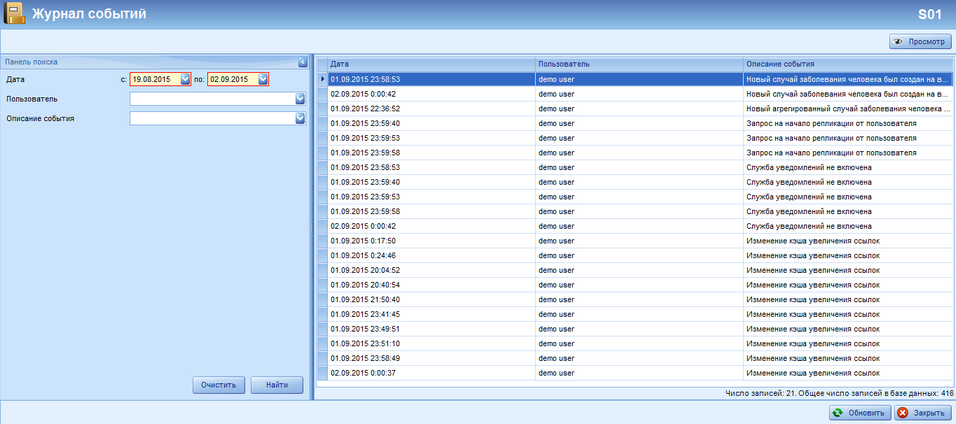 Журнал событий
S01
Просмотр
Панель поиска
Дата с: 19.08.2015 по: 02.09.2015
Пользователь
Описание события
Очистить Найти
Дата Пользователь Описание события
01.09.2015 23:58:53 demo user Новый случай заболевания человека был создан на в...
02.09.2015 0:00:42 demo user Новый случай заболевания человека был создан на в...
01.09.2015 22:36:52 demo user Новый агрегированный случай заболевания человека ...
01.09.2015 23:59:40 demo user Запрос на начало репликации от пользователя
01.09.2015 23:59:53 demo user Запрос на начало репликации от пользователя
01.09.2015 23:59:58 demo user Запрос на начало репликации от пользователя
01.09.2015 23:58:53 demo user Служба уведомлений не включена
01.09.2015 23:59:40 demo user Служба уведомлений не включена
01.09.2015 23:59:53 demo user Служба уведомлений не включена
01.09.2015 23:59:58 demo user Служба уведомлений не включена
02.09.2015 0:00:42 demo user Служба уведомлений не включена
01.09.2015 0:17:50 demo user Изменение кэша увеличения ссылок
01.09.2015 0:24:46 demo user Изменение кэша увеличения ссылок
01.09.2015 20:04:52 demo user Изменение кэша увеличения ссылок
01.09.2015 20:40:54 demo user Изменение кэша увеличения ссылок
01.09.2015 21:50:40 demo user Изменение кэша увеличения ссылок
01.09.2015 23:41:45 demo user Изменение кэша увеличения ссылок
01.09.2015 23:49:51 demo user Изменение кэша увеличения ссылок
01.09.2015 23:51:10 demo user Изменение кэша увеличения ссылок
01.09.2015 23:58:49 demo user Изменение кэша увеличения ссылок
02.09.2015 0:00:37 demo user Изменение кэша увеличения ссылок
Число записей: 21. Общее число записей в базе данных: 416
Обновить Закрыть